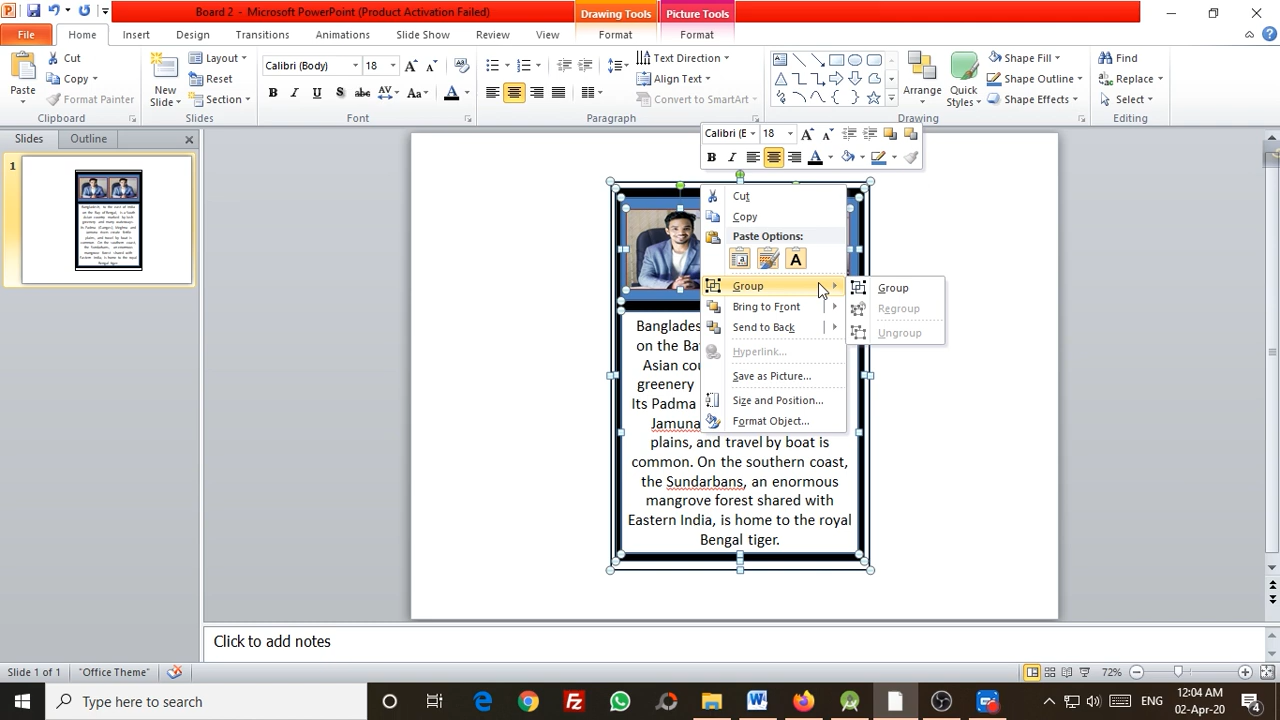 Board 2 - Microsoft PowerPoint (Product Activation Failed)
Drawing Tools
Picture Tools
File
Home
Insert
Design
Transitions
Animations
Slide Show
Review
View
Format
Format
Paste
Cut
Copy
Format Painter
Clipboard
New
Slide
Layout
Reset
Section
Slides
Calibri (Body)
18
Font
Text Direction
Align Text
Convert to SmartArt
Paragraph
Arrange
Quick
Styles
Shape Fill
Shape Outline
Shape Effects
Drawing
Find
Replace
Select
Editing
Slides
Outline
1
Calibri (E
18
Cut
Copy
Paste Options:
Group
Bring to Front
Send to Back
Hyperlink...
Save as Picture...
Size and Position...
Format Object...
Group
Regroup
Ungroup
on the
Asian
greenery
Its Padma
Jamuna
plains, and travel by boat is
common. On the southern coast,
the Sundarbans, an enormous
mangrove forest shared with
Eastern India, is home to the royal
Bengal tiger.
Click to add notes
Slide 1 of 1
"Office Theme"
72%
Type here to search
ENG
12:04 AM
02-Apr-20
4